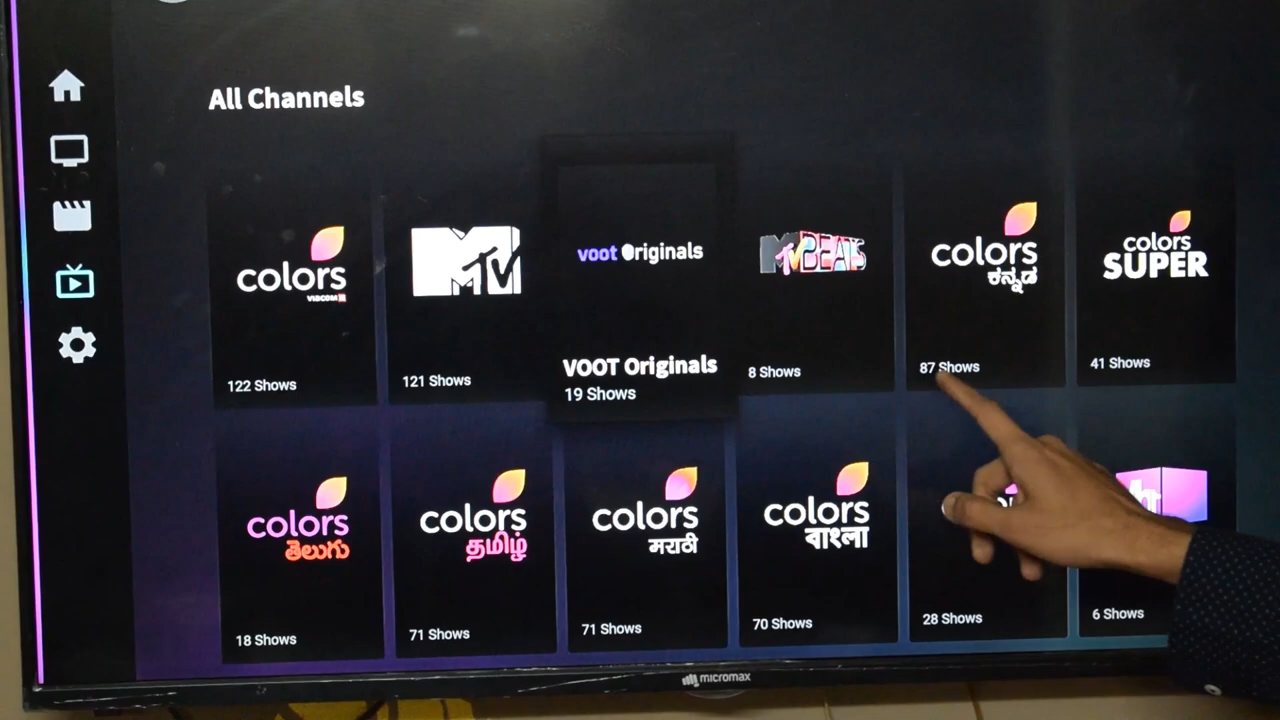 All Channels
colors
VIACOM18
122 Shows
MTV
121 Shows
voot Originals
VOOT Originals
19 Shows
MTV BEATS
8 Shows
colors
ಕನ್ನಡ
87 Shows
colors
SUPER
41 Shows
colors
తెలుగు
18 Shows
colors
தமிழ்
71 Shows
colors
मराठी
71 Shows
colors
বাংলা
70 Shows
28 Shows
6 Shows
micromax